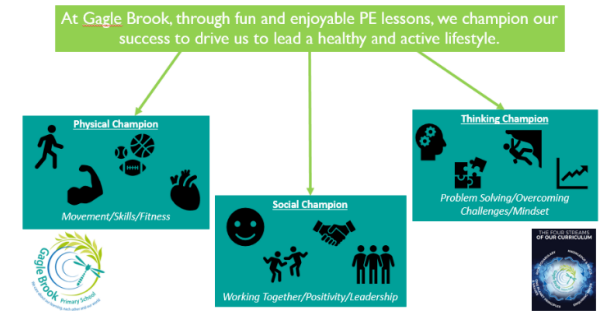 At Gagle Brook, through fun and enjoyable PE lessons, we champion our
success to drive us to lead a healthy and active lifestyle.
Physical Champion
Movement/Skills/Fitness
Social Champion
Working Together/Positivity/Leadership
Thinking Champion
Problem Solving/Overcoming
Challenges/Mindset
Gagle Brook
Primary School
THE FOUR STREAMS
OF OUR CURRICULUM